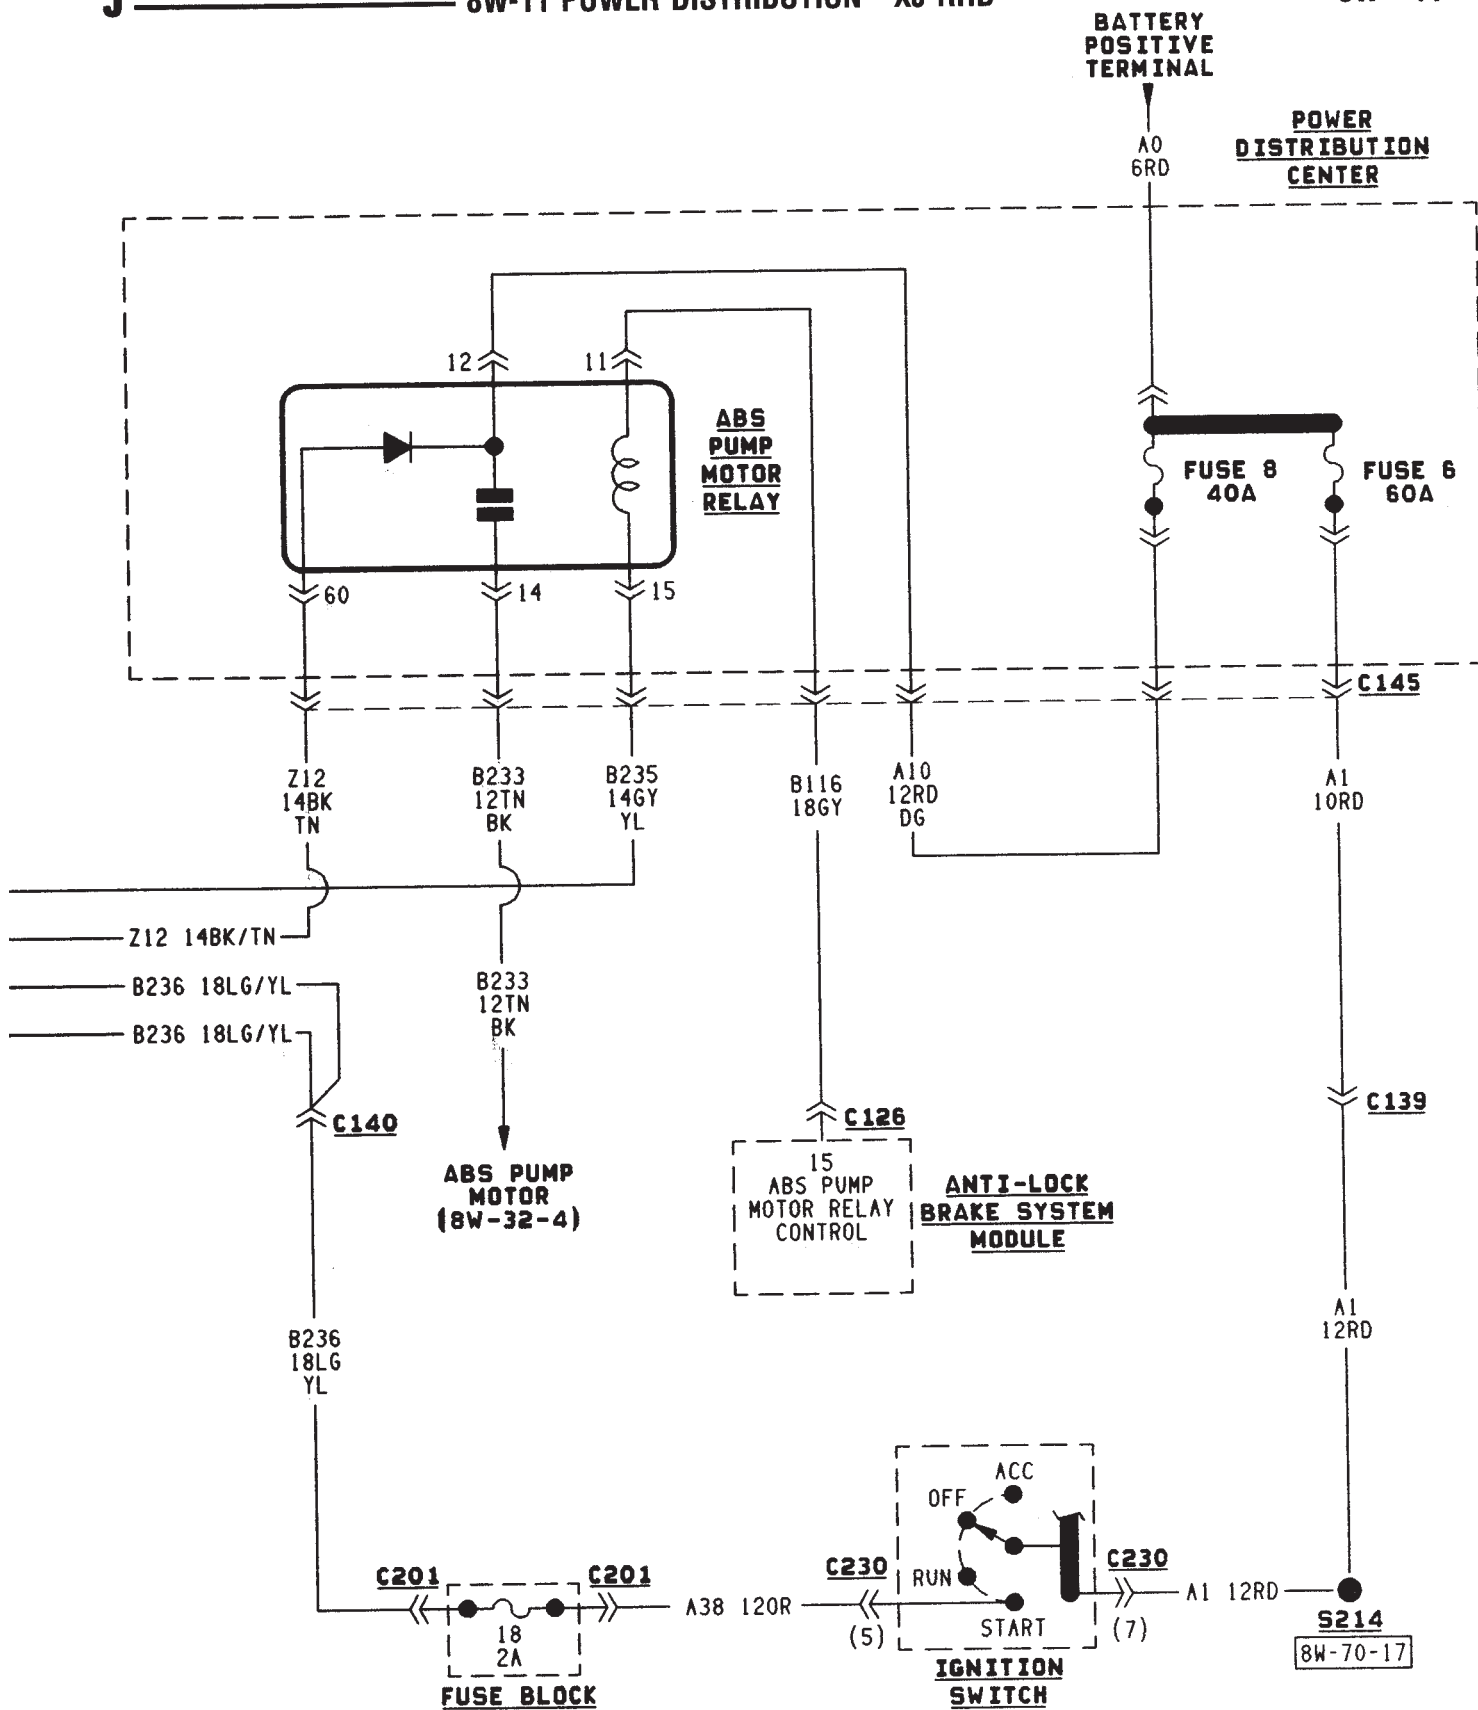 8W-11 POWER DISTRIBUTION
BATTERY
POSITIVE
TERMINAL
A0
6RD
POWER
DISTRIBUTION
CENTER
12
11
ABS
PUMP
MOTOR
RELAY
FUSE 8
40A
FUSE 6
60A
60
14
15
C145
Z12
14BK
TN
B233
12TN
BK
B235
14GY
YL
B116
18GY
A10
12RD
DG
A1
10RD
Z12 14BK/TN
B236 18LG/YL
B236 18LG/YL
B233
12TN
BK
C140
C126
C139
ABS PUMP
MOTOR
(8W-32-4)
15
ABS PUMP
MOTOR RELAY
CONTROL
ANTI-LOCK
BRAKE SYSTEM
MODULE
A1
12RD
B236
18LG
YL
ACC
OFF
RUN
START
C201
C201
C230
C230
A38 12OR
A1 12RD
(5)
(7)
18
2A
S214
8W-70-17
FUSE BLOCK
IGNITION
SWITCH